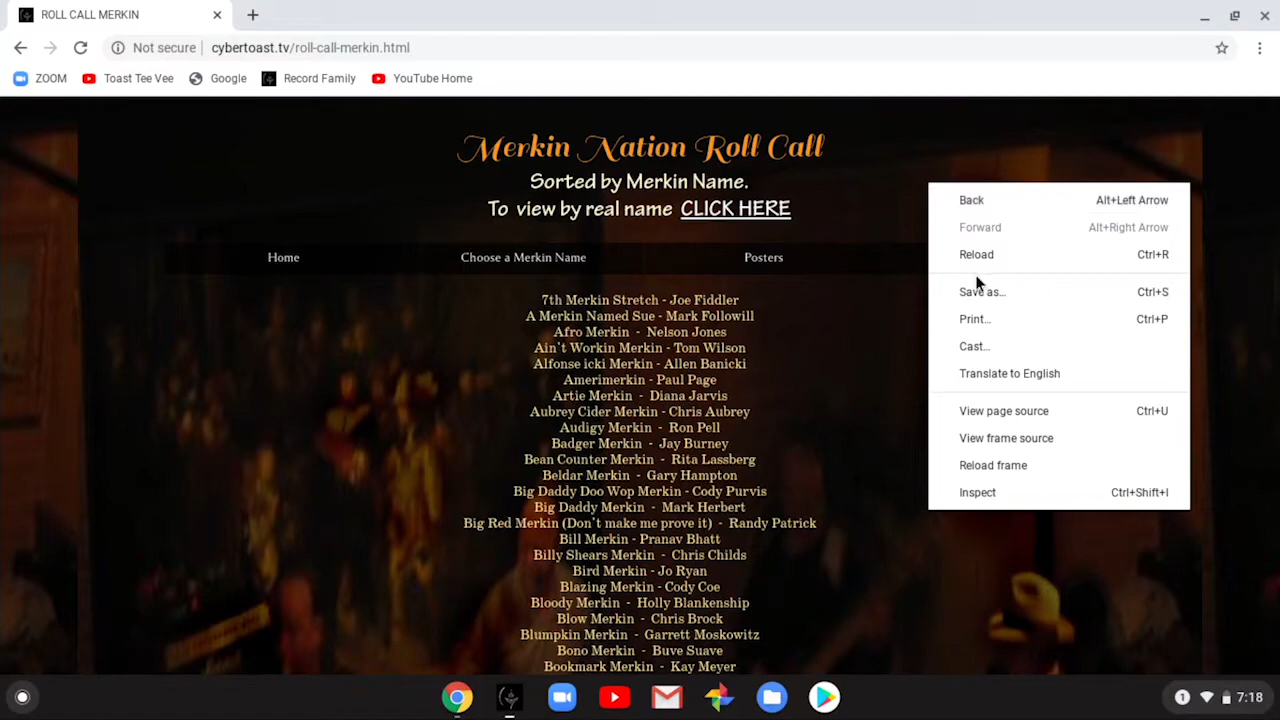 ROLL CALL MERKIN
Not secure cybertoast.tv/roll-call-merkin.html
ZOOM Toast Tee Vee Google Record Family YouTube Home
Merkin Nation Roll Call
Sorted by Merkin Name.
To view by real name CLICK HERE
Home Choose a Merkin Name Posters
7th Merkin Stretch - Joe Fiddler
A Merkin Named Sue - Mark Followill
Afro Merkin - Nelson Jones
Ain't Workin Merkin - Tom Wilson
Alfonse icki Merkin - Allen Banicki
Amerimerkin - Paul Page
Artie Merkin - Diana Jarvis
Aubrey Cider Merkin - Chris Aubrey
Audigy Merkin - Ron Pell
Badger Merkin - Jay Burney
Bean Counter Merkin - Rita Lassberg
Beldar Merkin - Gary Hampton
Big Daddy Doo Wop Merkin - Cody Purvis
Big Daddy Merkin - Mark Herbert
Big Red Merkin (Don't make me prove it) - Randy Patrick
Bill Merkin - Pranav Bhatt
Billy Shears Merkin - Chris Childs
Bird Merkin - Jo Ryan
Blazing Merkin - Cody Coe
Bloody Merkin - Holly Blankenship
Blow Merkin - Chris Brock
Blumpkin Merkin - Garrett Moskowitz
Bono Merkin - Buve Suave
Bookmark Merkin - Kay Meyer
Back Alt+Left Arrow
Forward Alt+Right Arrow
Reload Ctrl+R
Save as... Ctrl+S
Print... Ctrl+P
Cast...
Translate to English
View page source Ctrl+U
View frame source
Reload frame
Inspect Ctrl+Shift+I
1 7:18